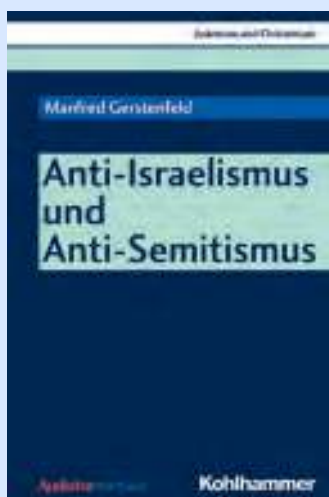 Judentum und Christentum
Manfred Gerstenfeld
Anti-Israelismus
und
Anti-Semitismus
Kohlhammer